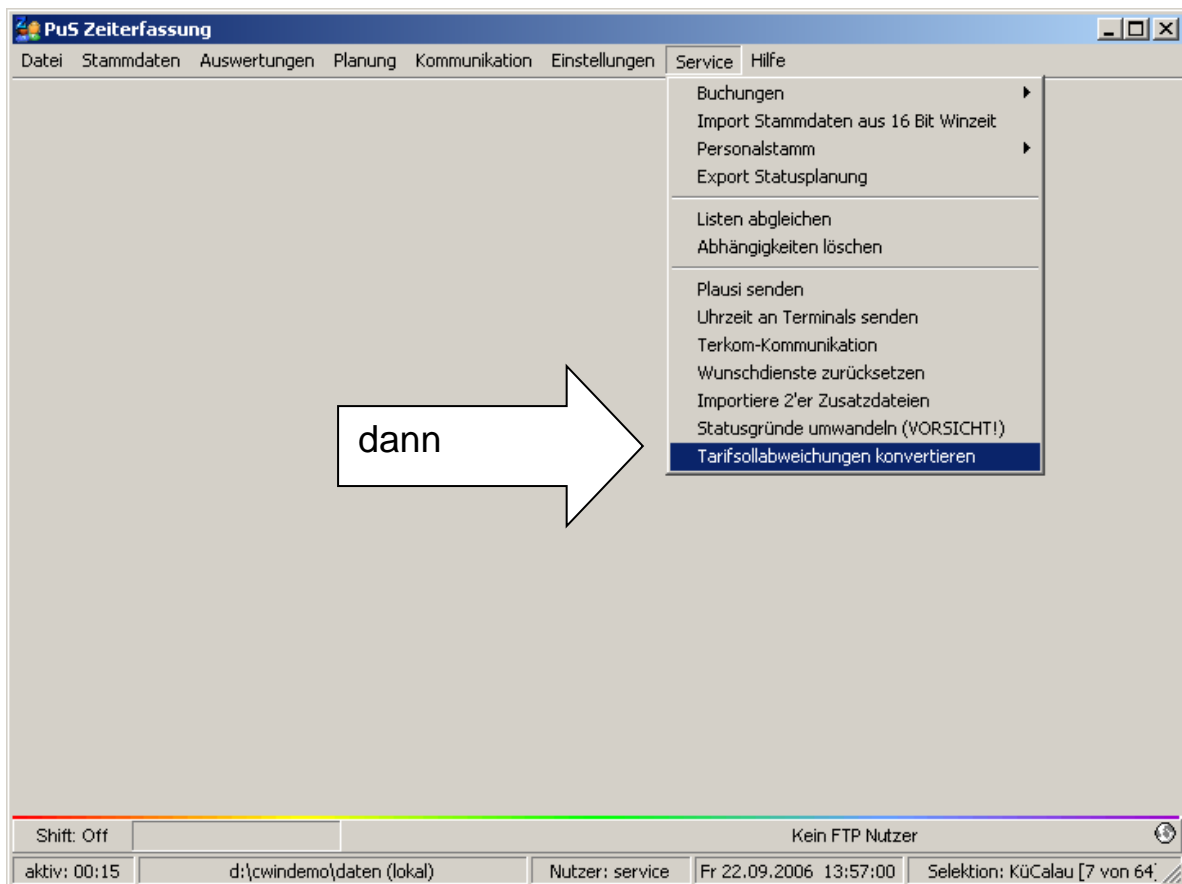 PuS Zeiterfassung
Datei Stammdaten Auswertungen Planung Kommunikation Einstellungen Service Hilfe
Buchungen
Import Stammdaten aus 16 Bit Winzeit
Personalstamm
Export Statusplanung
Listen abgleichen
Abhängigkeiten löschen
Plausi senden
Uhrzeit an Terminals senden
Terkom-Kommunikation
Wunschdienste zurücksetzen
Importiere 2'er Zusatzdateien
Statusgründe umwandeln (VORSICHT!)
Tarifsollabweichungen konvertieren
dann
Shift: Off Kein FTP Nutzer
aktiv: 00:15 d:\cwindemo\daten (lokal) Nutzer: service Fr 22.09.2006 13:57:00 Selektion: KüCalau [7 von 64]